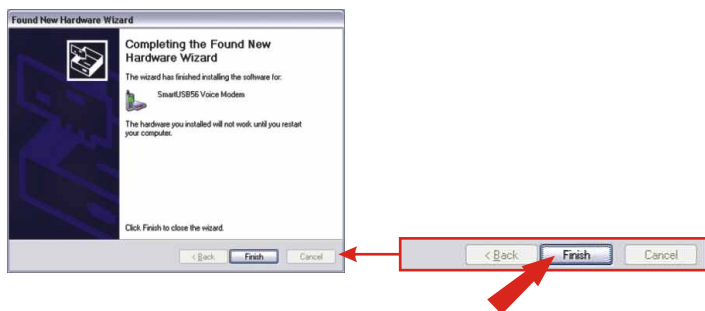 Found New Hardware Wizard
Completing the Found New
Hardware Wizard
The wizard has finished installing the software for:
SmartUSB56 Voice Modem
The hardware you installed will not work until you restart
your computer.
Click Finish to close the wizard.
< Back Finish Cancel
< Back Finish Cancel